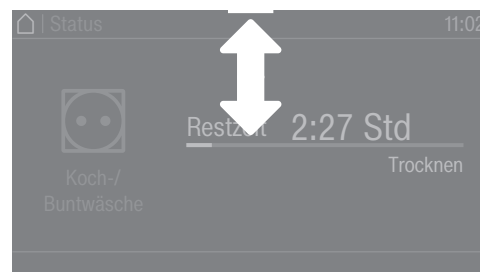 Status 11:02
Restzeit 2:27 Std
Trocknen
Koch-/
Buntwäsche